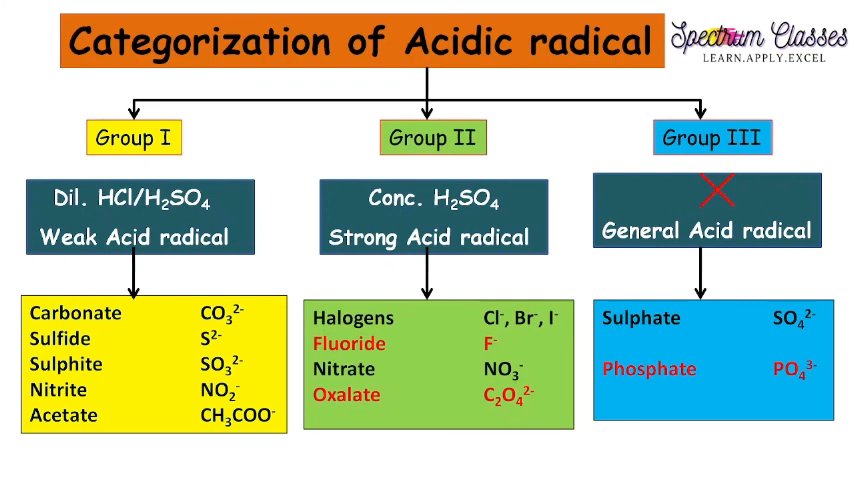 Categorization of Acidic radical
Spectrum Classes
LEARN.APPLY.EXCEL
Group I
Group II
Group III
Dil. HCl/H₂SO₄
Weak Acid radical
Conc. H₂SO₄
Strong Acid radical
General Acid radical
Carbonate CO₃²⁻
Sulfide S²⁻
Sulphite SO₃²⁻
Nitrite NO₂⁻
Acetate CH₃COO⁻
Halogens Cl⁻, Br⁻, I⁻
Fluoride F⁻
Nitrate NO₃⁻
Oxalate C₂O₄²⁻
Sulphate SO₄²⁻
Phosphate PO₄³⁻